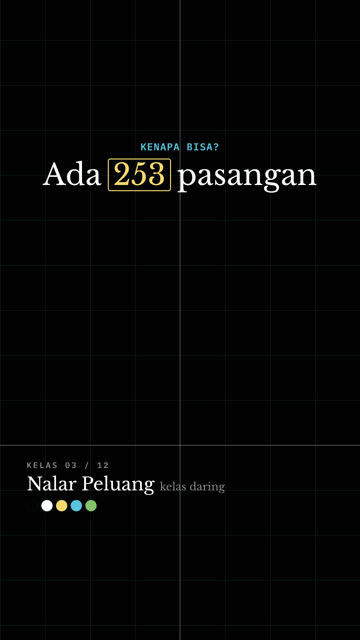 KENAPA BISA?
Ada 253 pasangan
KELAS 03 / 12
Nalar Peluang kelas daring